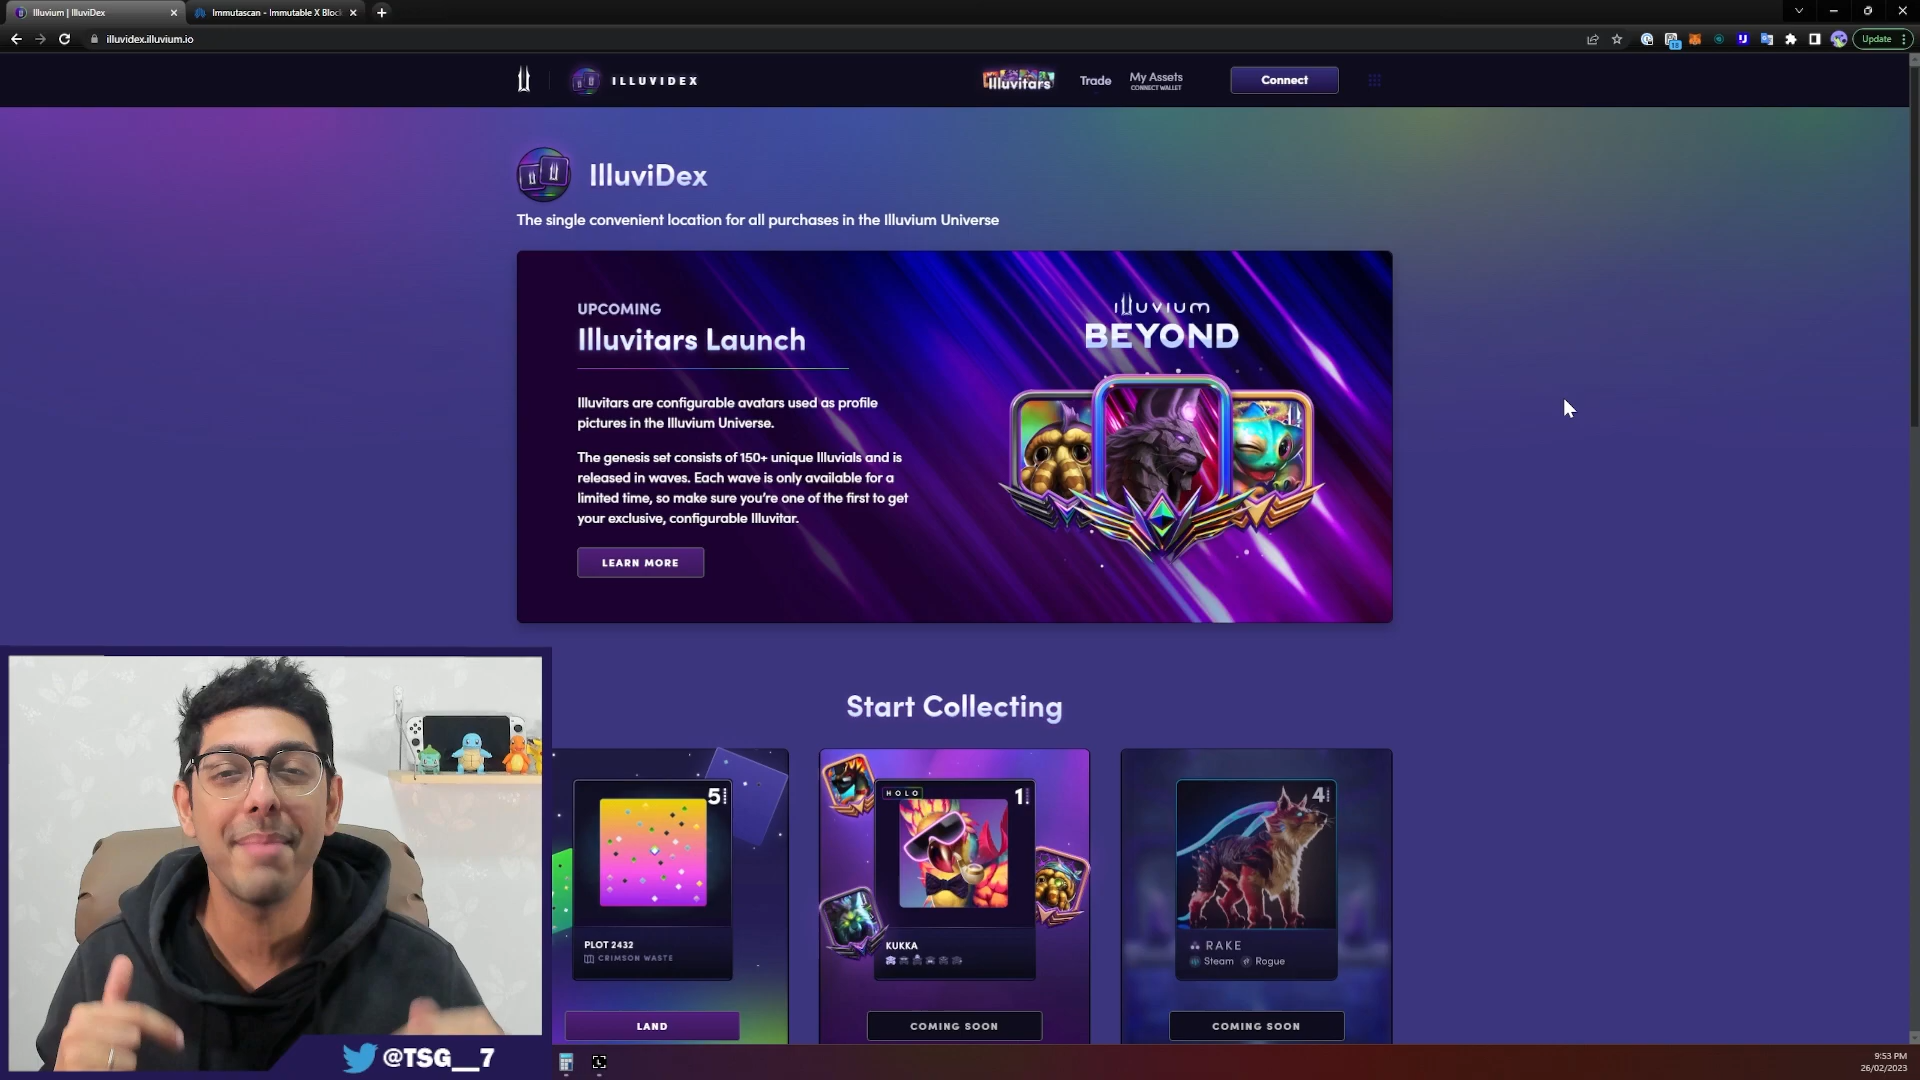 Illuvium | IlluviDex
Immutascan - Immutable X Bloc
illuvidex.illuvium.io
18
Update
ILLUVIDEX
Illuvitars
Trade
My Assets
CONNECT WALLET
Connect
IlluviDex
The single convenient location for all purchases in the Illuvium Universe
UPCOMING
Illuvitars Launch
Illuvitars are configurable avatars used as profile
pictures in the Illuvium Universe.
The genesis set consists of 150+ unique Illuvials and is
released in waves. Each wave is only available for a
limited time, so make sure you're one of the first to get
your exclusive, configurable Illuvitar.
LEARN MORE
illuvium
BEYOND
Start Collecting
5
PLOT 2432
CRIMSON WASTE
LAND
HOLO
1
KUKKA
COMING SOON
4
RAKE
Steam
Rogue
COMING SOON
@TSG__7
9:53 PM
26/02/2023